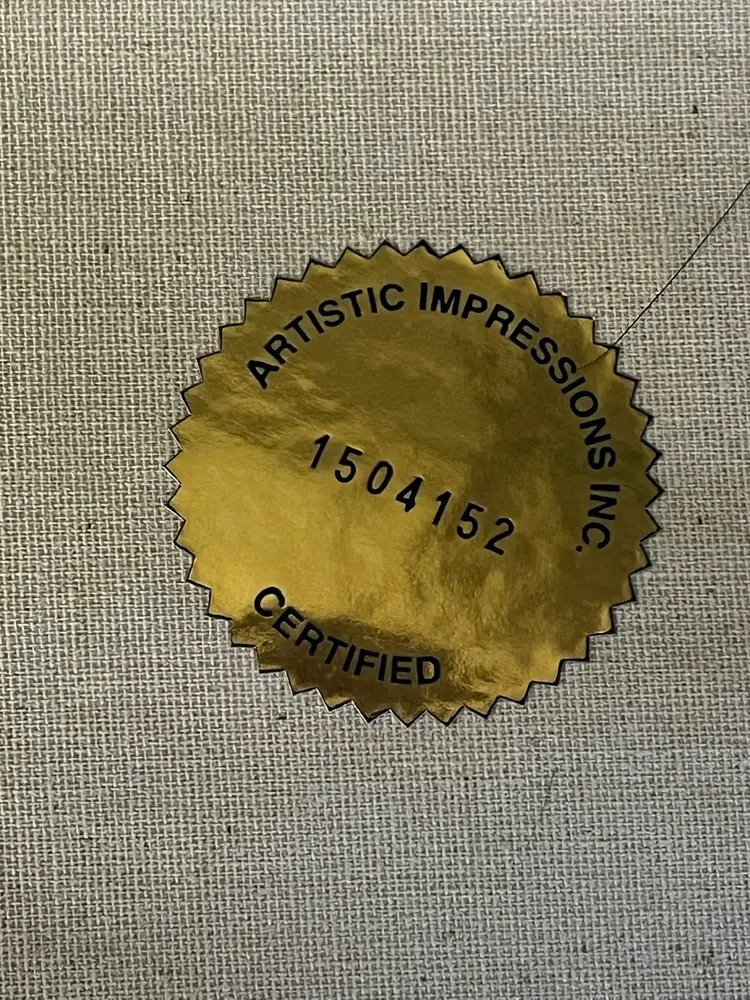 ARTISTIC IMPRESSIONS INC.
1504152
CERTIFIED